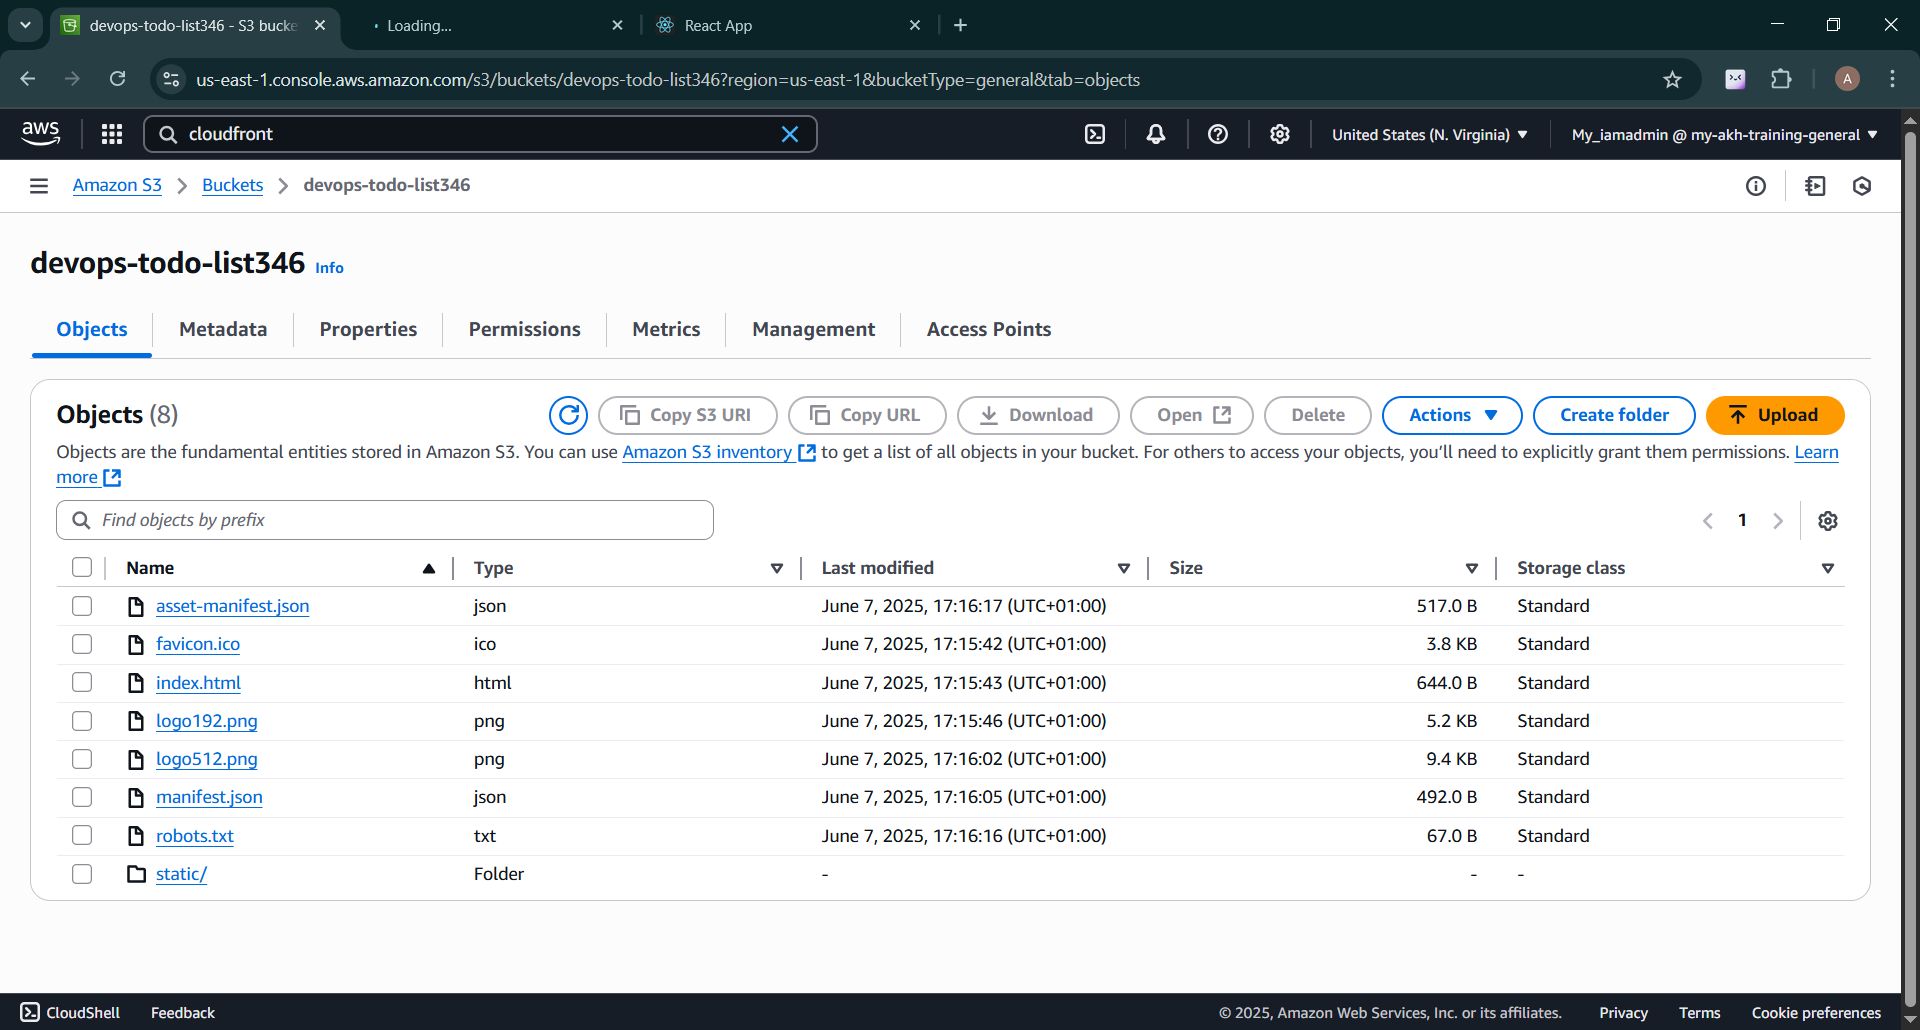 devops-todo-list346 - S3 bucke
Loading...
React App
us-east-1.console.aws.amazon.com/s3/buckets/devops-todo-list346?region=us-east-1&bucketType=general&tab=objects
A
aws
cloudfront
United States (N. Virginia)
My_iamadmin @ my-akh-training-general
Amazon S3
Buckets
devops-todo-list346
devops-todo-list346 Info
Objects
Metadata
Properties
Permissions
Metrics
Management
Access Points
Objects (8)
Copy S3 URI
Copy URL
Download
Open
Delete
Actions
Create folder
Upload
Objects are the fundamental entities stored in Amazon S3. You can use Amazon S3 inventory to get a list of all objects in your bucket. For others to access your objects, you’ll need to explicitly grant them permissions. Learn
more
Find objects by prefix
1
Name Type Last modified Size Storage class
asset-manifest.json json June 7, 2025, 17:16:17 (UTC+01:00) 517.0 B Standard
favicon.ico ico June 7, 2025, 17:15:42 (UTC+01:00) 3.8 KB Standard
index.html html June 7, 2025, 17:15:43 (UTC+01:00) 644.0 B Standard
logo192.png png June 7, 2025, 17:15:46 (UTC+01:00) 5.2 KB Standard
logo512.png png June 7, 2025, 17:16:02 (UTC+01:00) 9.4 KB Standard
manifest.json json June 7, 2025, 17:16:05 (UTC+01:00) 492.0 B Standard
robots.txt txt June 7, 2025, 17:16:16 (UTC+01:00) 67.0 B Standard
static/ Folder - - -
CloudShell
Feedback
© 2025, Amazon Web Services, Inc. or its affiliates.
Privacy
Terms
Cookie preferences